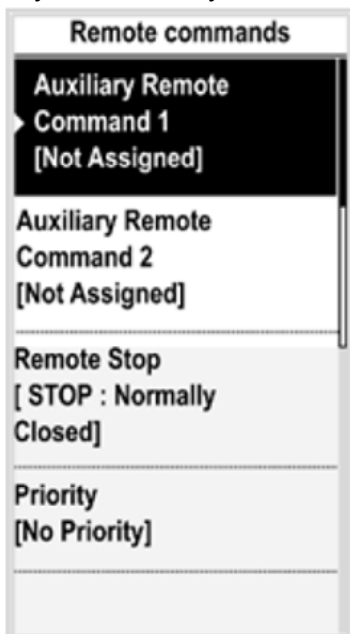 Remote commands
Auxiliary Remote
Command 1
[Not Assigned]
Auxiliary Remote
Command 2
[Not Assigned]
Remote Stop
[ STOP : Normally
Closed]
Priority
[No Priority]